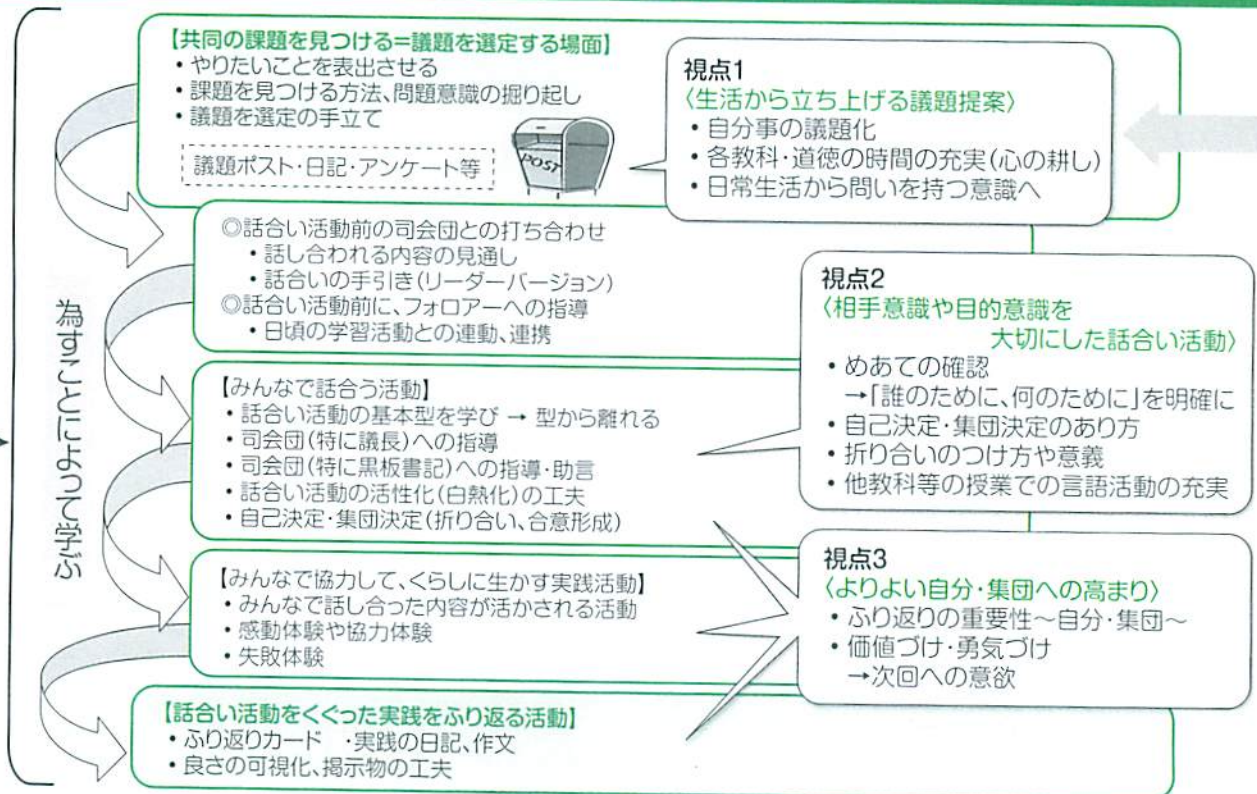 【共同の課題を見つける=議題を選定する場面】
・やりたいことを表出させる
・課題を見つける方法、問題意識の掘り起し
・議題を選定の手立て
議題ポスト・日記・アンケート等
POST
視点1
〈生活から立ち上げる議題提案〉
・自分事の議題化
・各教科・道徳の時間の充実(心の耕し)
・日常生活から問いを持つ意識へ
為すことによって学ぶ
◎話合い活動前の司会団との打ち合わせ
・話し合われる内容の見通し
・話合いの手引き(リーダーバージョン)
◎話合い活動前に、フォロアーへの指導
・日頃の学習活動との連動、連携
視点2
〈相手意識や目的意識を
大切にした話合い活動〉
・めあての確認
→「誰のために、何のために」を明確に
・自己決定・集団決定のあり方
・折り合いのつけ方や意義
・他教科等の授業での言語活動の充実
【みんなで話合う活動】
・話合い活動の基本型を学び → 型から離れる
・司会団(特に議長)への指導
・司会団(特に黒板書記)への指導・助言
・話合い活動の活性化(白熱化)の工夫
・自己決定・集団決定(折り合い、合意形成)
視点3
〈よりよい自分・集団への高まり〉
・ふり返りの重要性~自分・集団~
・価値づけ・勇気づけ
→次回への意欲
【みんなで協力して、くらしに生かす実践活動】
・みんなで話し合った内容が活かされる活動
・感動体験や協力体験
・失敗体験
【話合い活動をくぐった実践をふり返る活動】
・ふり返りカード ・実践の日記、作文
・良さの可視化、掲示物の工夫